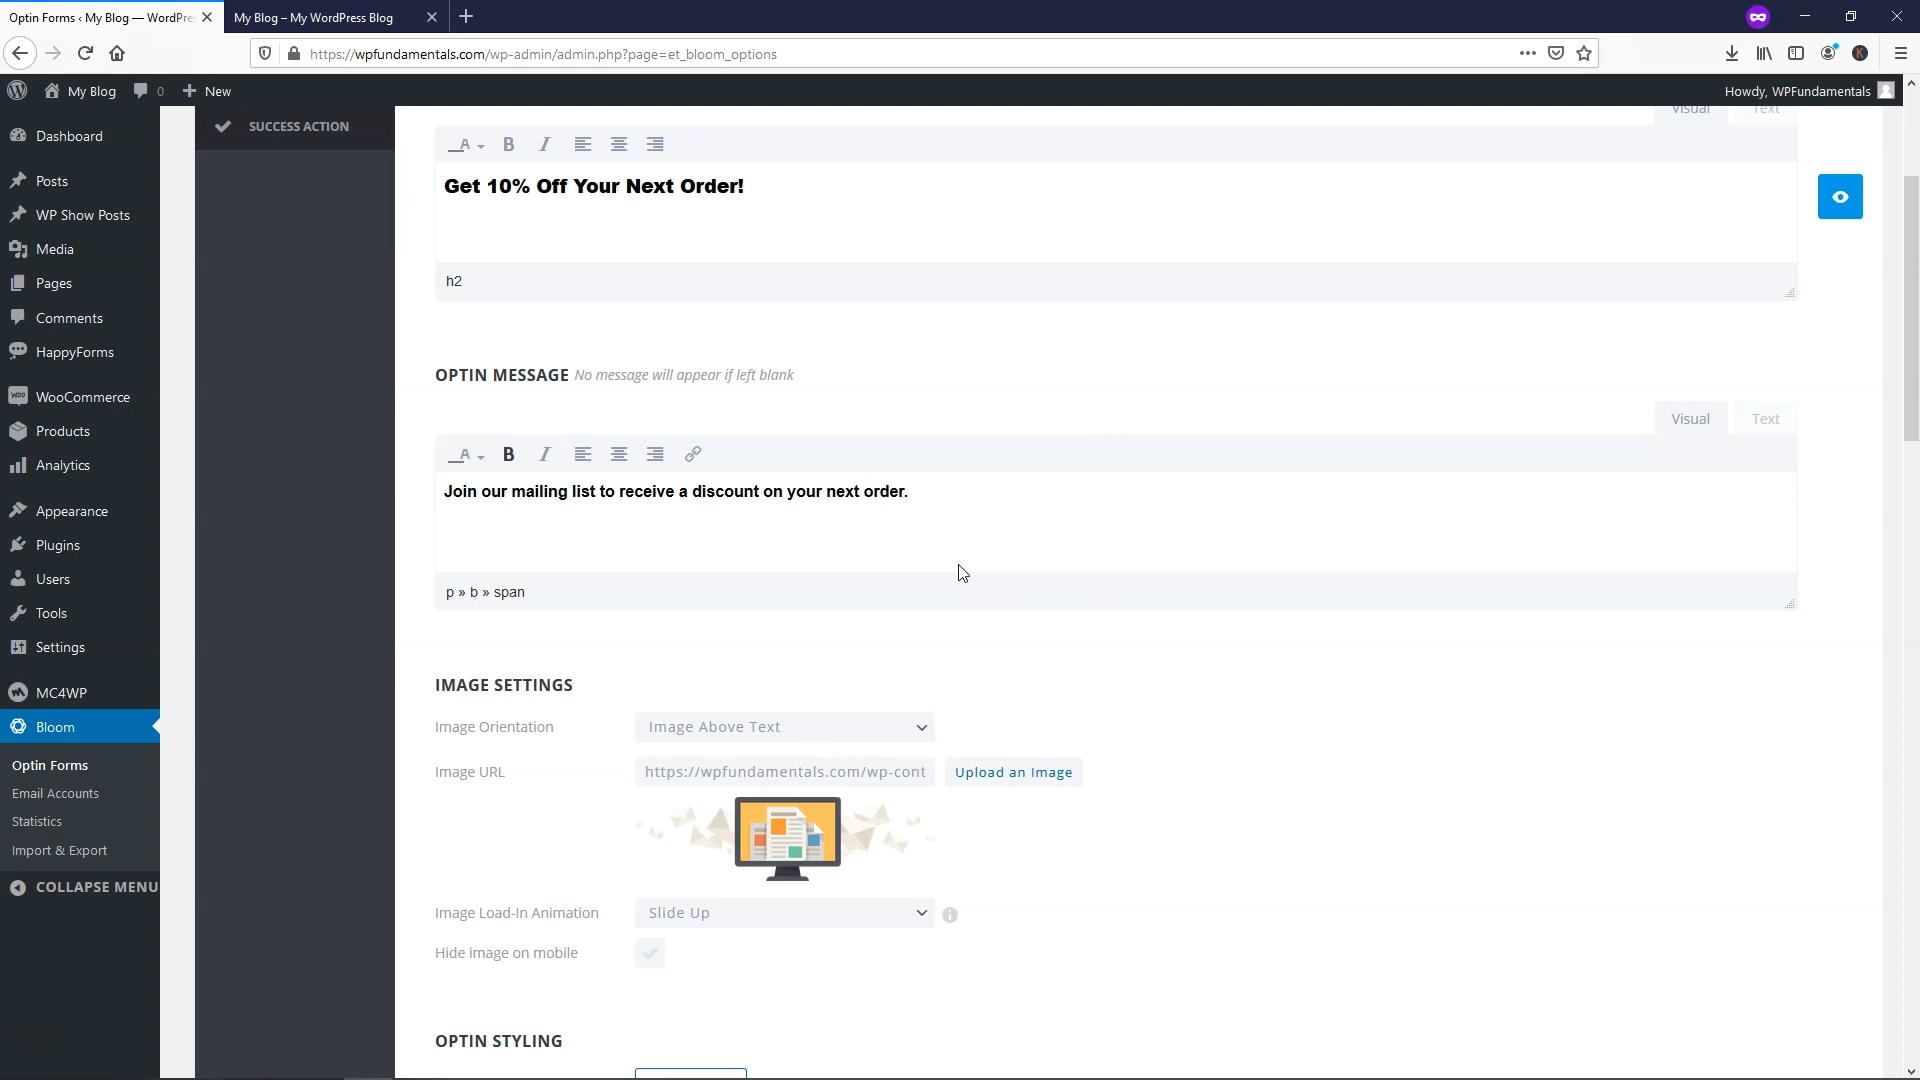 Optin Forms ‹ My Blog — WordPre
My Blog – My WordPress Blog
https://wpfundamentals.com/wp-admin/admin.php?page=et_bloom_options
My Blog
0
New
Howdy, WPFundamentals
Dashboard
Posts
WP Show Posts
Media
Pages
Comments
HappyForms
WooCommerce
Products
Analytics
Appearance
Plugins
Users
Tools
Settings
MC4WP
Bloom
Optin Forms
Email Accounts
Statistics
Import & Export
COLLAPSE MENU
SUCCESS ACTION
Visual Text
A B I
Get 10% Off Your Next Order!
h2
OPTIN MESSAGE No message will appear if left blank
Visual Text
A B I
Join our mailing list to receive a discount on your next order.
p » b » span
IMAGE SETTINGS
Image Orientation Image Above Text
Image URL https://wpfundamentals.com/wp-cont Upload an Image
Image Load-In Animation Slide Up
Hide image on mobile
OPTIN STYLING